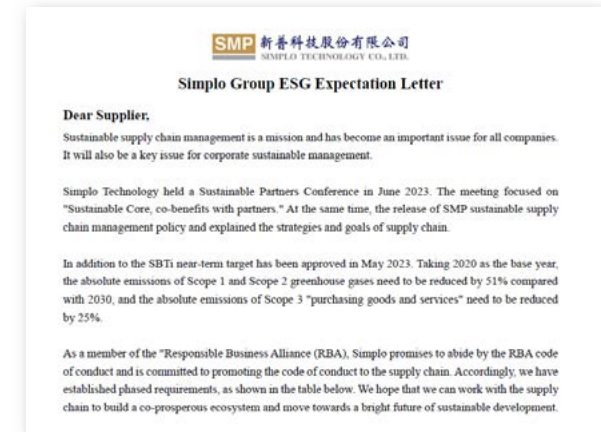 SMP 新普科技股份有限公司
SIMPLO TECHNOLOGY CO., LTD.
Simplo Group ESG Expectation Letter
Dear Supplier,
Sustainable supply chain management is a mission and has become an important issue for all companies.
It will also be a key issue for corporate sustainable management.
Simplo Technology held a Sustainable Partners Conference in June 2023. The meeting focused on
"Sustainable Core, co-benefits with partners." At the same time, the release of SMP sustainable supply
chain management policy and explained the strategies and goals of supply chain.
In addition to the SBTi near-term target has been approved in May 2023. Taking 2020 as the base year,
the absolute emissions of Scope 1 and Scope 2 greenhouse gases need to be reduced by 51% compared
with 2030, and the absolute emissions of Scope 3 "purchasing goods and services" need to be reduced
by 25%.
As a member of the "Responsible Business Alliance (RBA), Simplo promises to abide by the RBA code
of conduct and is committed to promoting the code of conduct to the supply chain. Accordingly, we have
established phased requirements, as shown in the table below. We hope that we can work with the supply
chain to build a co-prosperous ecosystem and move towards a bright future of sustainable development.